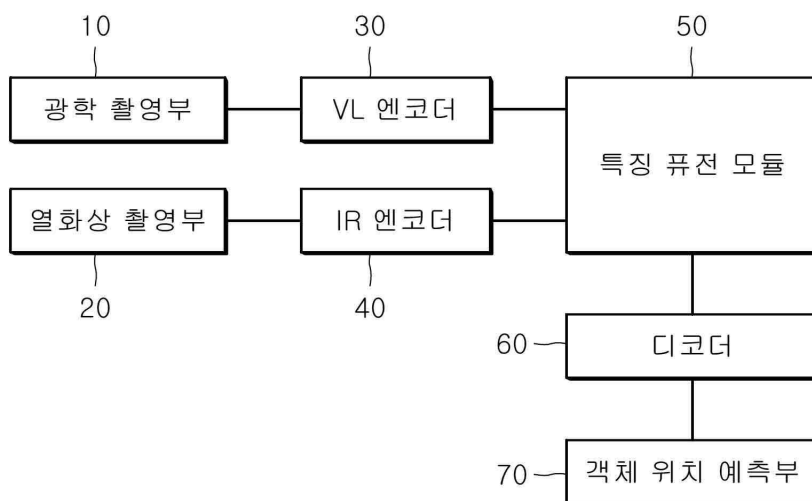 10
30
50
광학 촬영부
VL 엔코더
특징 퓨전 모듈
열화상 촬영부
IR 엔코더
20
40
60
디코더
70
객체 위치 예측부